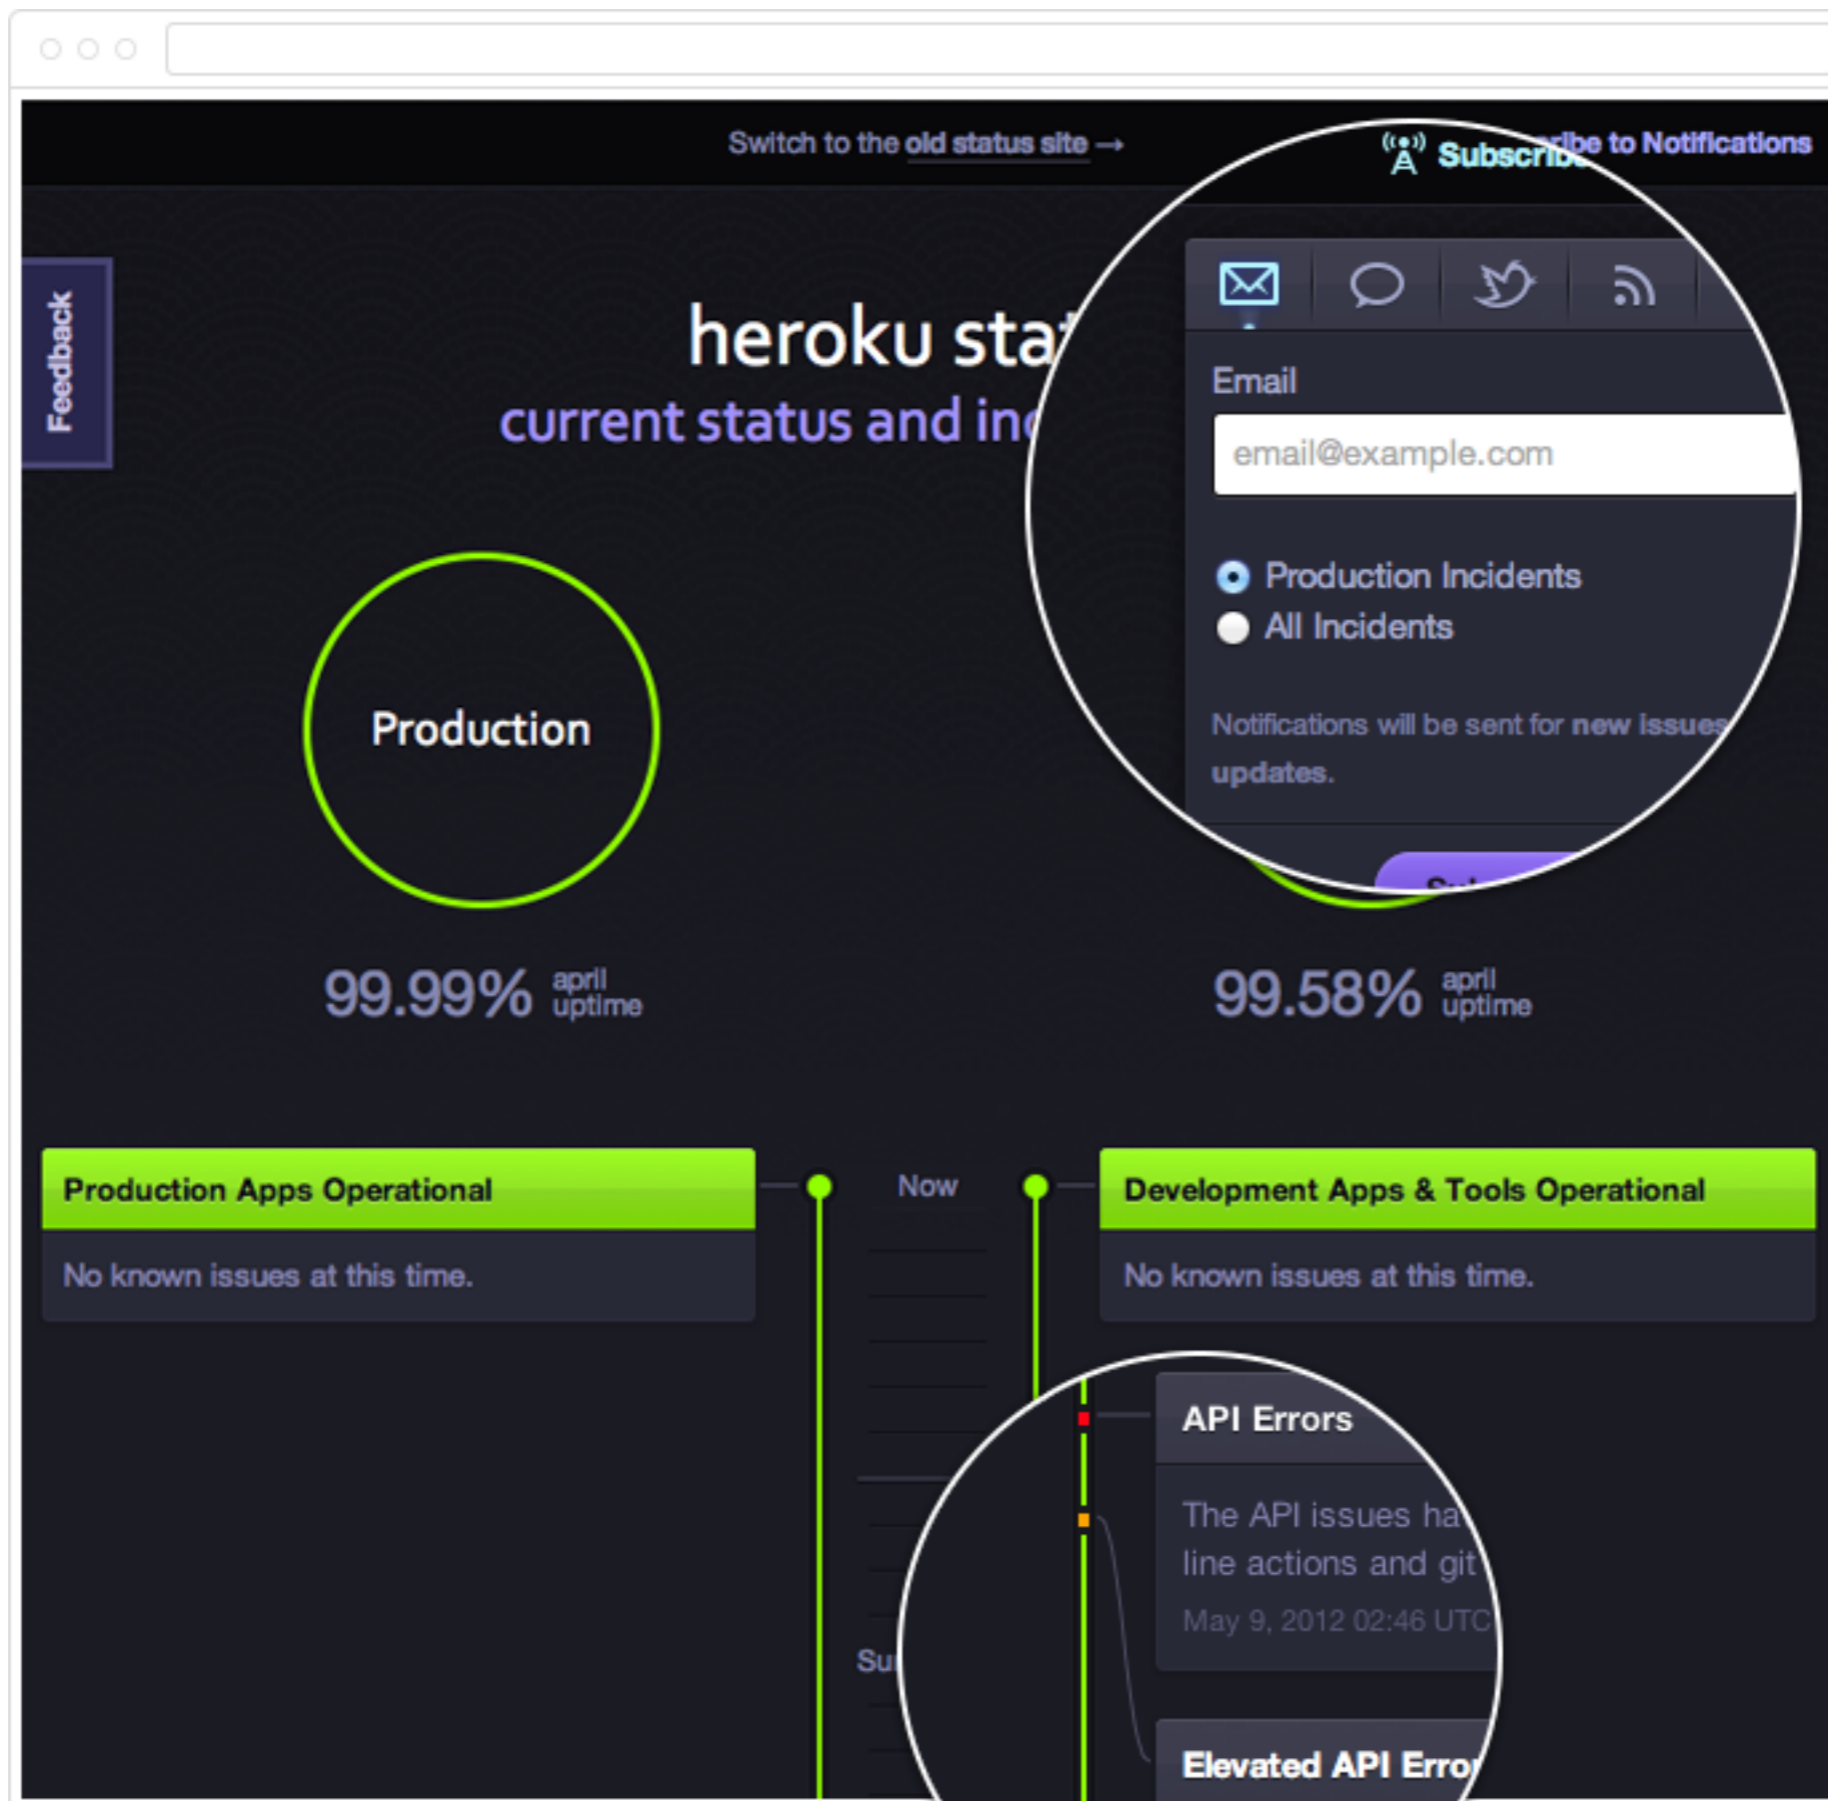 Switch to the old status site →
Subscribe
ribe to Notifications
Feedback
heroku stat
current status and inc
Email
email@example.com
Production Incidents
All Incidents
Notifications will be sent for new issues
updates.
Production
99.99% april uptime
99.58% april uptime
Production Apps Operational
No known issues at this time.
Now
Development Apps & Tools Operational
No known issues at this time.
API Errors
The API issues ha
line actions and git
May 9, 2012 02:46 UTC
Elevated API Error